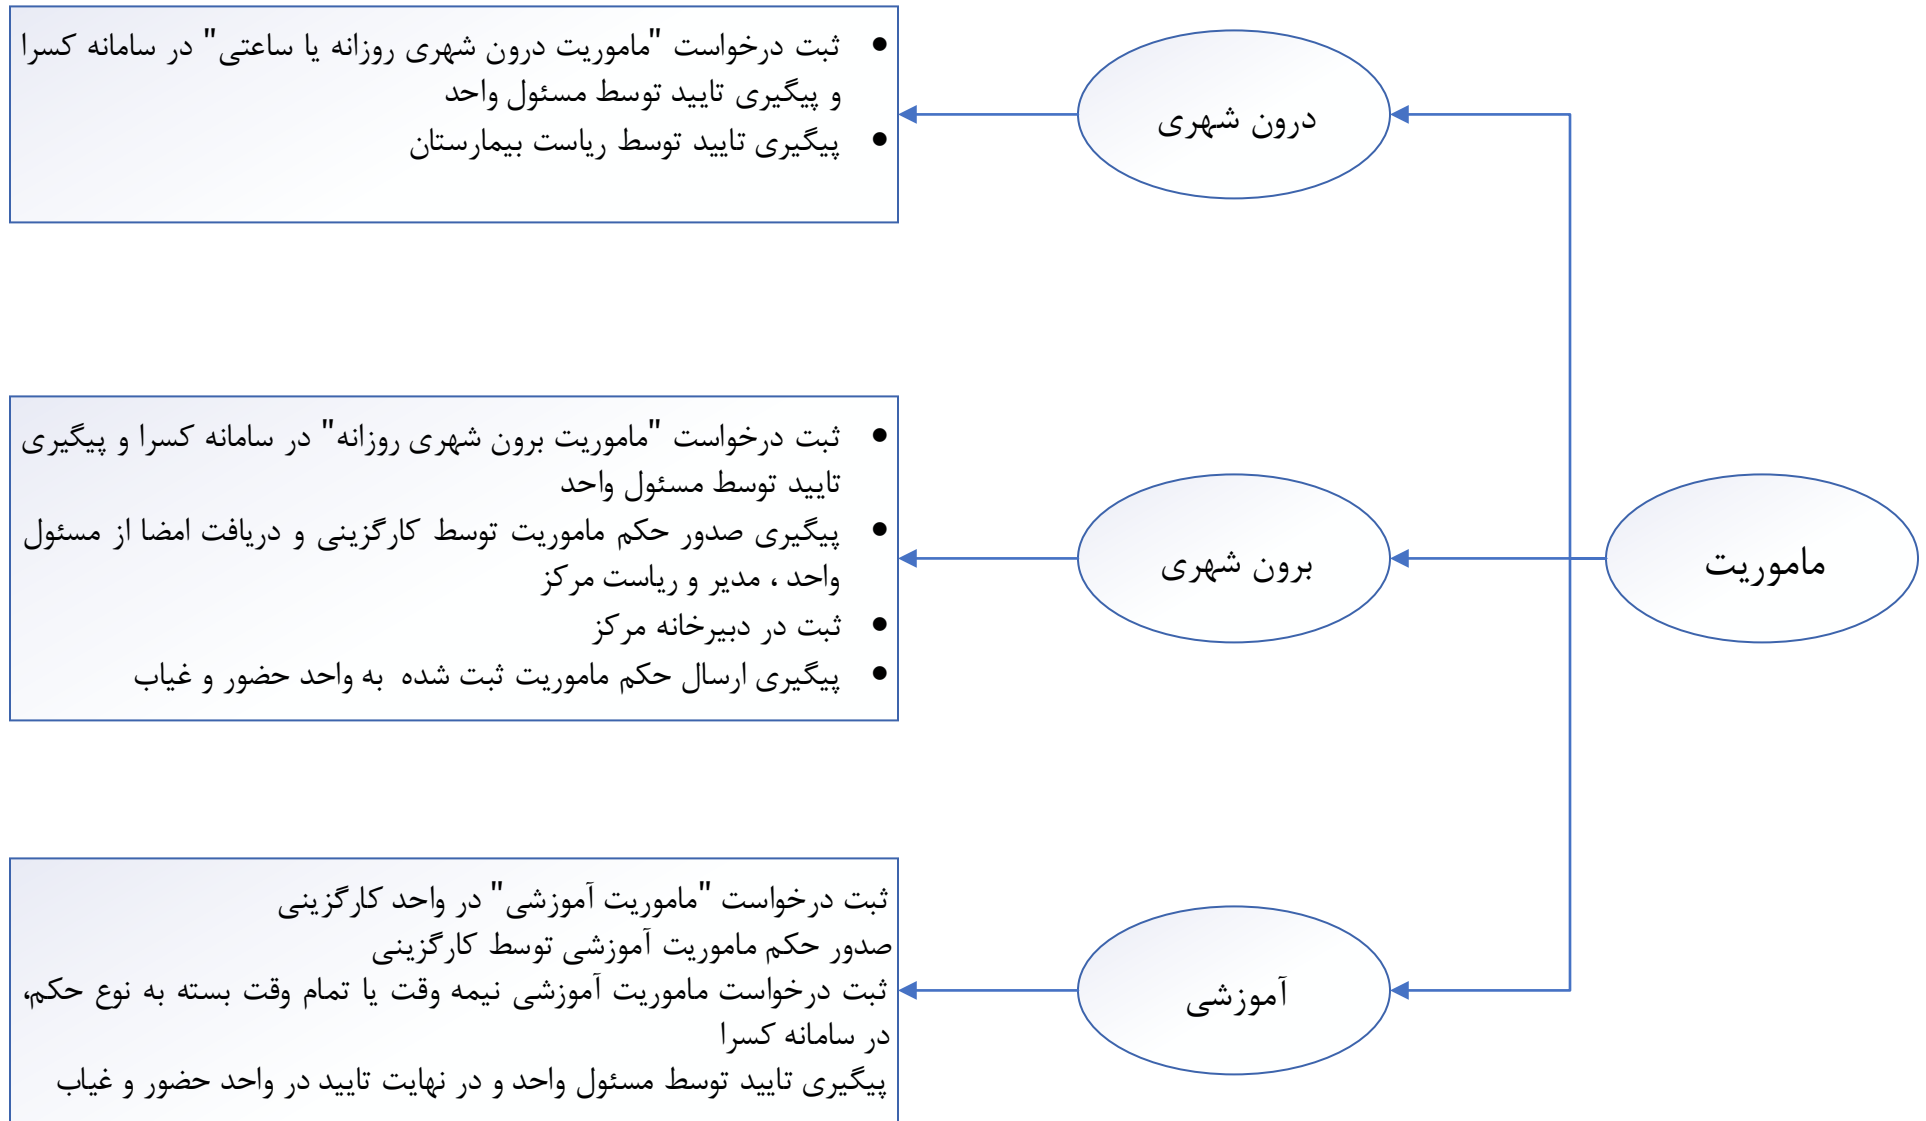 ماموریت
درون شهری
● ثبت درخواست "ماموریت درون شهری روزانه یا ساعتی" در سامانه کسرا
و پیگیری تایید توسط مسئول واحد
● پیگیری تایید توسط ریاست بیمارستان
برون شهری
● ثبت درخواست "ماموریت برون شهری روزانه" در سامانه کسرا و پیگیری
تایید توسط مسئول واحد
● پیگیری صدور حکم ماموریت توسط کارگزینی و دریافت امضا از مسئول
واحد ، مدیر و ریاست مرکز
● ثبت در دبیرخانه مرکز
● پیگیری ارسال حکم ماموریت ثبت شده به واحد حضور و غیاب
آموزشی
ثبت درخواست "ماموریت آموزشی" در واحد کارگزینی
صدور حکم ماموریت آموزشی توسط کارگزینی
ثبت درخواست ماموریت آموزشی نیمه وقت یا تمام وقت بسته به نوع حکم،
در سامانه کسرا
پیگیری تایید توسط مسئول واحد و در نهایت تایید در واحد حضور و غیاب